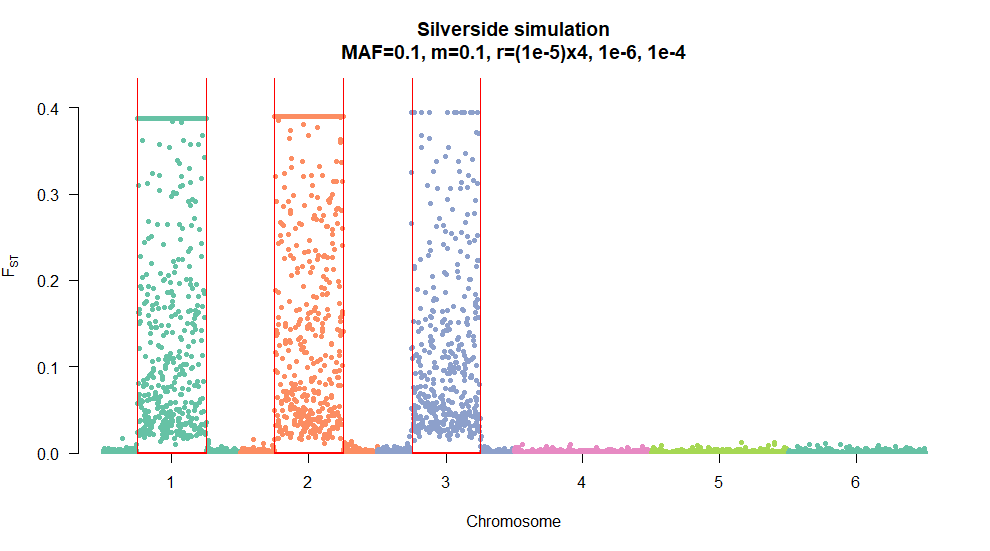 Silverside simulation
MAF=0.1, m=0.1, r=(1e-5)x4, 1e-6, 1e-4
0.4
0.3
0.2
0.1
0.0
FST
1 2 3 4 5 6
Chromosome